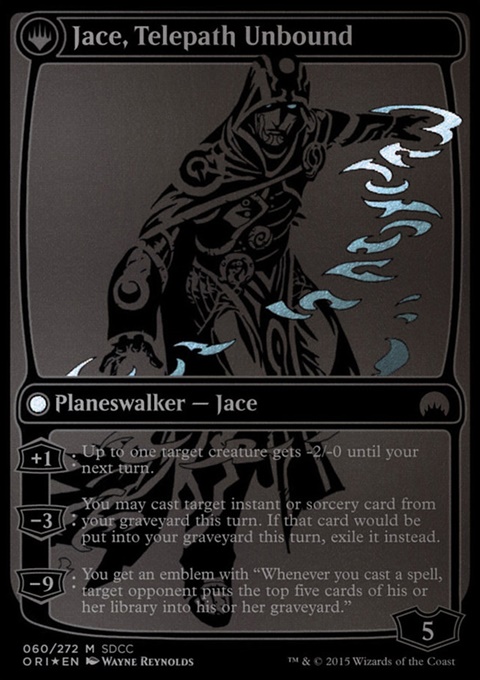 Jace, Telepath Unbound
Planeswalker — Jace
+1 : Up to one target creature gets -2/-0 until your
next turn.
You may cast target instant or sorcery card from
-3 : your graveyard this turn. If that card would be
put into your graveyard this turn, exile it instead.
-9 : You get an emblem with “Whenever you cast a spell,
target opponent puts the top five cards of his or
her library into his or her graveyard.”
5
060/272 M SDCC
ORI★EN Wayne Reynolds
™ & © 2015 Wizards of the Coast